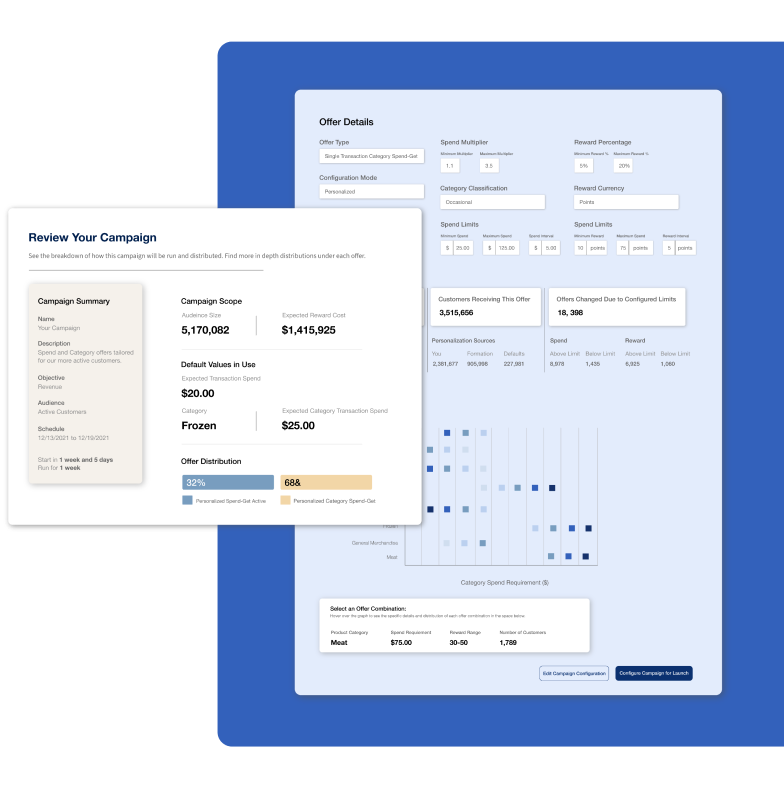 Offer Details
Offer Type
Single Transaction Category Spend-Get
Configuration Mode
Personalized
Spend Multiplier
Minimum Multiplier Maximum Multiplier
1.1 3.5
Category Classification
Occasional
Spend Limits
Minimum Spend Maximum Spend Spend Interval
$ 25.00 $ 125.00 $ 5.00
Reward Percentage
Minimum Reward % Maximum Reward %
5% 20%
Reward Currency
Points
Spend Limits
Minimum Reward Maximum Spend Reward Interval
10 points 75 points 5 points
Customers Receiving This Offer
3,515,656
Offers Changed Due to Configured Limits
18, 398
Personalization Sources
You Formation Defaults
2,381,877 905,998 227,981
Spend Reward
Above Limit Below Limit Above Limit Below Limit
8,978 1,435 6,925 1,060
Frozen
General Merchandise
Meat
Category Spend Requirement ($)
Select an Offer Combination:
Hover over the graph to see the specific details and distribution of each offer combination in the space below
Product Category Spend Requirement Reward Range Number of Customers
Meat $75.00 30-50 1,789
Edit Campaign Configuration
Configure Campaign for Launch
Review Your Campaign
See the breakdown of how this campaign will be run and distributed. Find more in depth distributions under each offer.
Campaign Summary
Name
Your Campaign
Description
Spend and Category offers tailored
for our more active customers.
Objective
Revenue
Audience
Active Customers
Schedule
12/13/2021 to 12/19/2021
Start in 1 week and 5 days
Run for 1 week
Campaign Scope
Audeince Size Expected Reward Cost
5,170,082 $1,415,925
Default Values in Use
Expected Transaction Spend
$20.00
Category Expected Category Transaction Spend
Frozen $25.00
Offer Distribution
32% 68&
Personalized Spend-Get Active Personalized Category Spend-Get